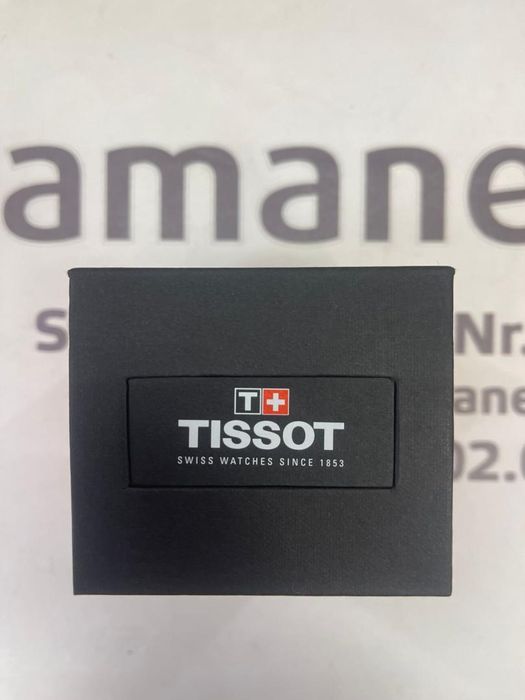 amane
S
Nr.
ane
02.0
T+
TISSOT
SWISS WATCHES SINCE 1853